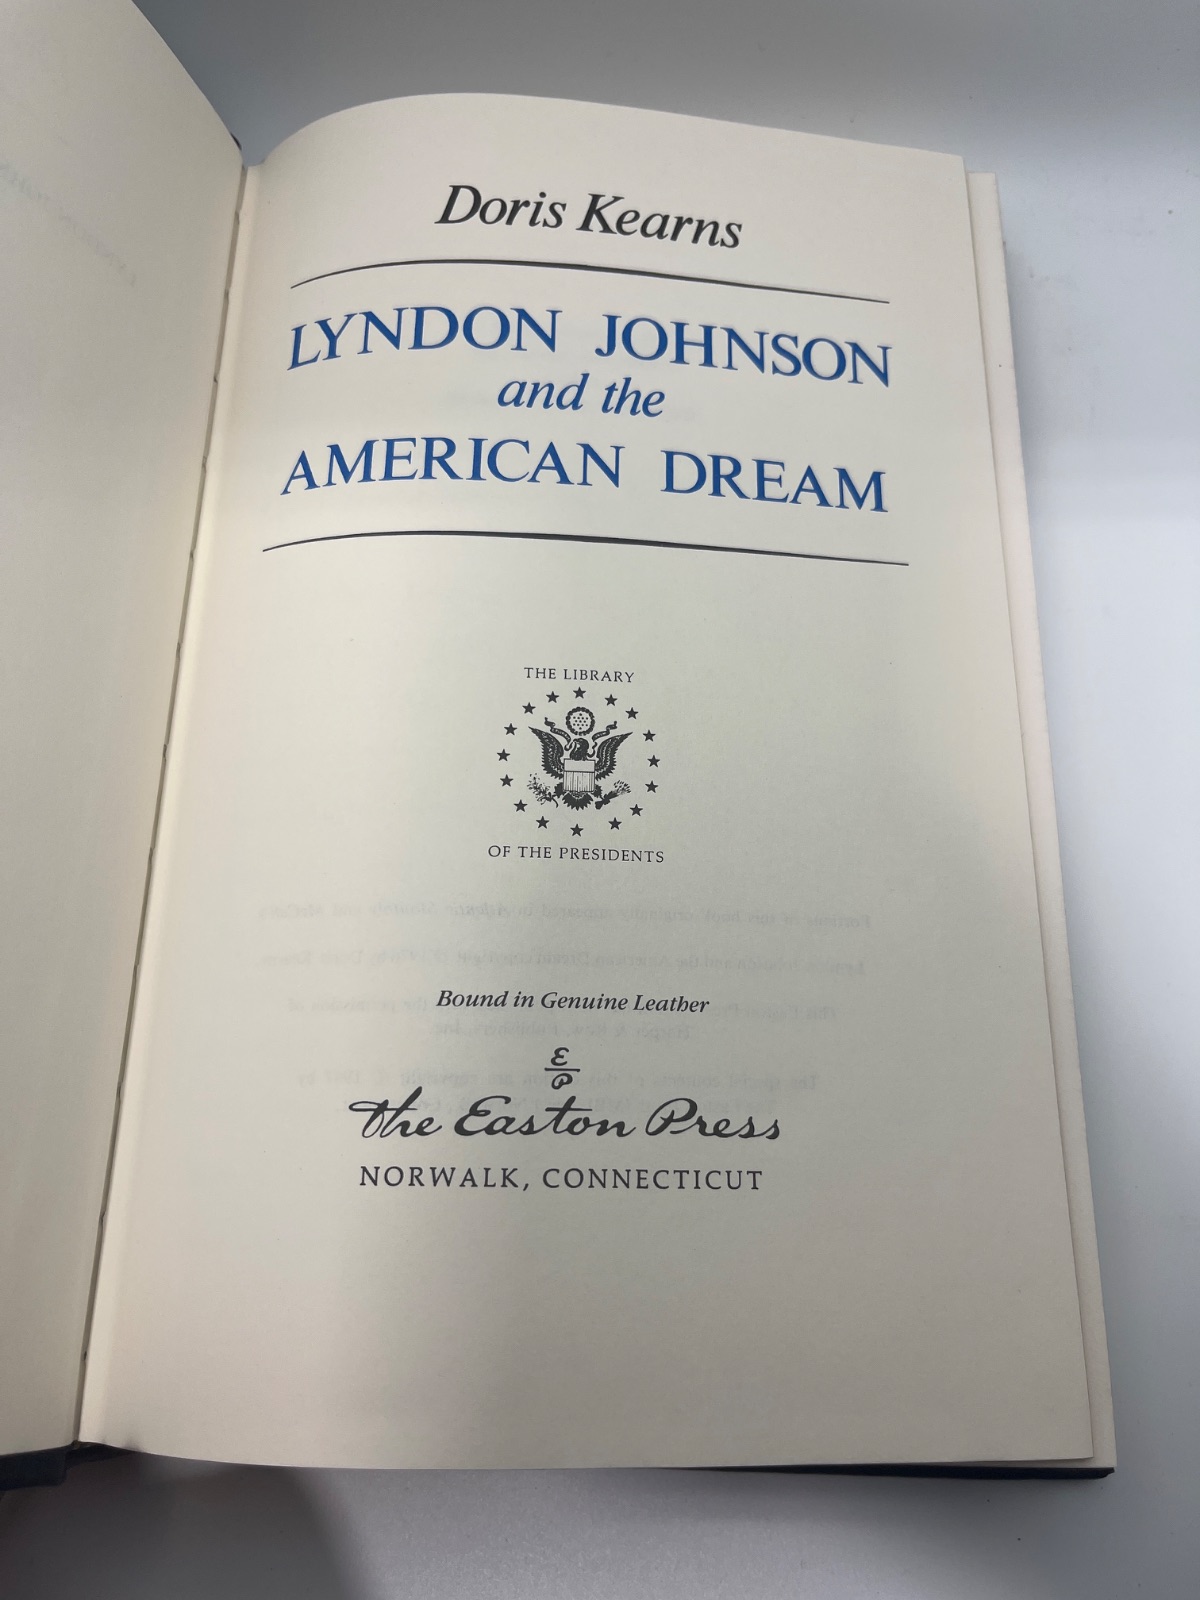 Doris Kearns
LYNDON JOHNSON
and the
AMERICAN DREAM
THE LIBRARY
OF THE PRESIDENTS
Bound in Genuine Leather
E
P
The Easton Press
NORWALK, CONNECTICUT